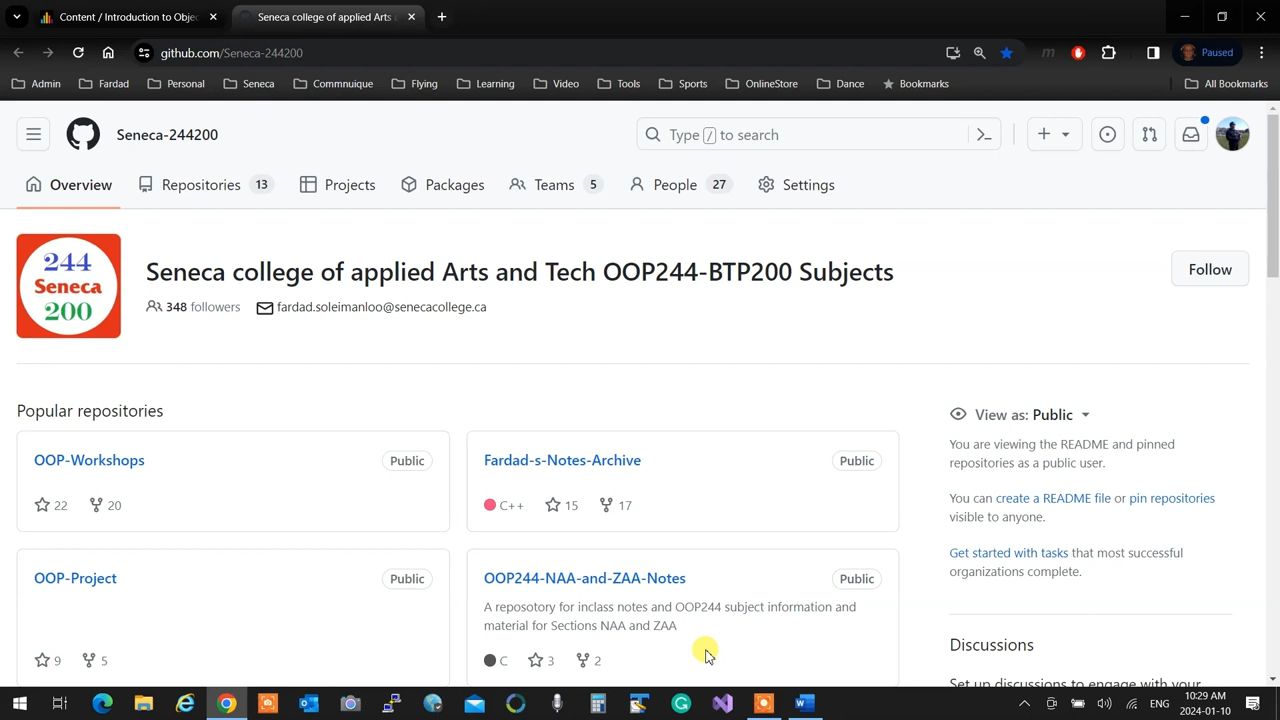 Content / Introduction to Obje
Seneca college of applied Arts
github.com/Seneca-244200
Paused
Admin
Fardad
Personal
Seneca
Commnuique
Flying
Learning
Video
Tools
Sports
OnlineStore
Dance
Bookmarks
All Bookmarks
Seneca-244200
Type / to search
Overview
Repositories 13
Projects
Packages
Teams 5
People 27
Settings
244
Seneca
200
Seneca college of applied Arts and Tech OOP244-BTP200 Subjects
348 followers
fardad.soleimanloo@senecacollege.ca
Follow
Popular repositories
OOP-Workshops
Public
22
20
Fardad-s-Notes-Archive
Public
C++
15
17
OOP-Project
Public
9
5
OOP244-NAA-and-ZAA-Notes
Public
A reposotory for inclass notes and OOP244 subject information and
material for Sections NAA and ZAA
C
3
2
View as: Public
You are viewing the README and pinned
repositories as a public user.
You can create a README file or pin repositories
visible to anyone.
Get started with tasks that most successful
organizations complete.
Discussions
Set up discussions to engage with your
ENG
10:29 AM
2024-01-10